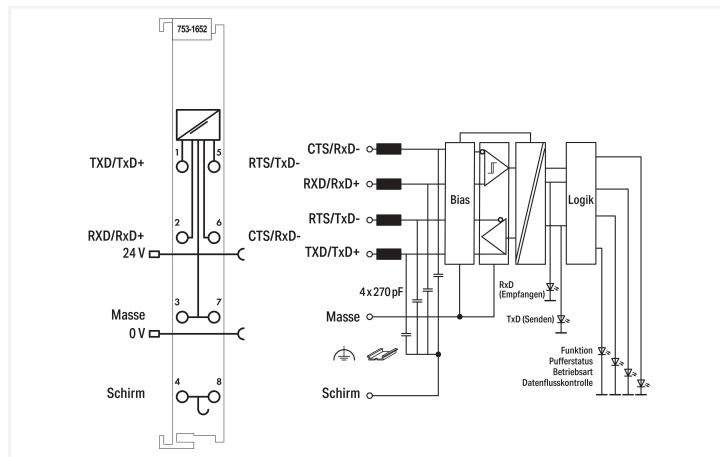 753-1652
1
5
TXD/TxD+
RTS/TxD-
2
6
RXD/RxD+
CTS/RxD-
24 V
3
7
Masse
0 V
4
8
Schirm
CTS/RxD-
RXD/RxD+
RTS/TxD-
TXD/TxD+
Bias
Logik
4 x 270 pF
RxD
(Empfangen)
Masse
TxD (Senden)
Funktion
Pufferstatus
Betriebsart
Datenflusskontrolle
Schirm